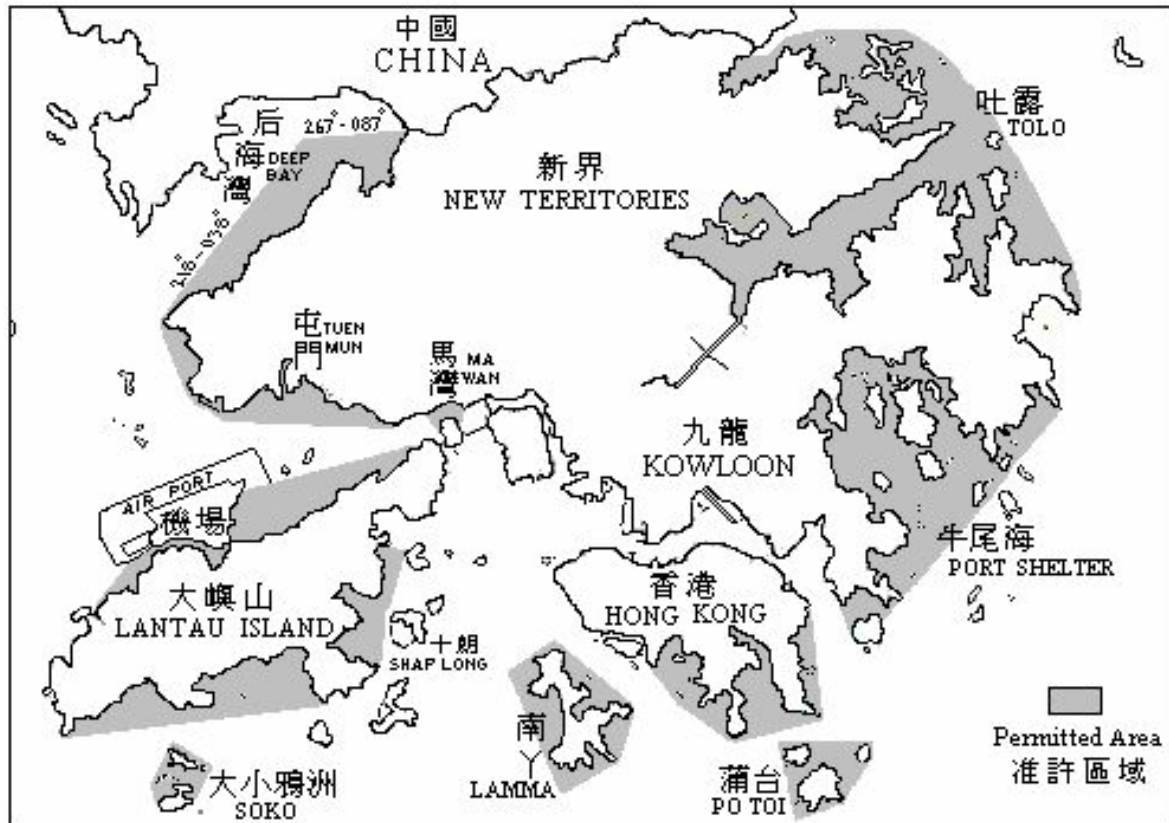 中國
CHINA
吐露
TOLO
后海灣
DEEP
BAY
267°-087°
218°-038°
新界
NEW TERRITORIES
屯門
TUEN
MUN
馬灣
MA
WAN
九龍
KOWLOON
AIR PORT
機場
牛尾海
PORT SHELTER
大嶼山
LANTAU ISLAND
香港
HONG KONG
十朗
SHAP LONG
南丫
LAMMA
大小鴉洲
SOKO
蒲台
PO TOI
Permitted Area
准許區域